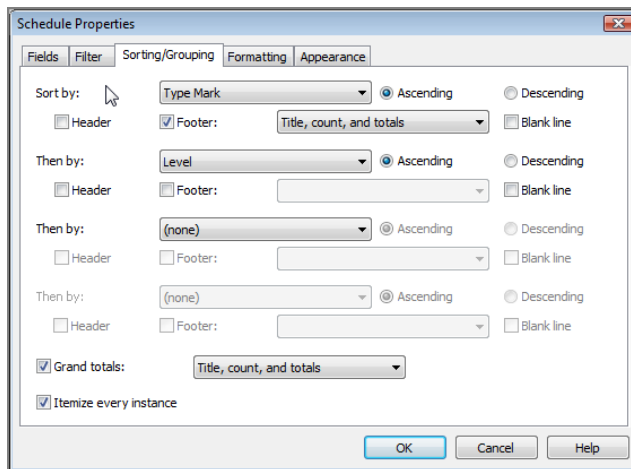 Schedule Properties
Fields Filter Sorting/Grouping Formatting Appearance
Sort by: Type Mark Ascending Descending
Header Footer: Title, count, and totals Blank line
Then by: Level Ascending Descending
Header Footer: Blank line
Then by: (none) Ascending Descending
Header Footer: Blank line
Then by: (none) Ascending Descending
Header Footer: Blank line
Grand totals: Title, count, and totals
Itemize every instance
OK Cancel Help